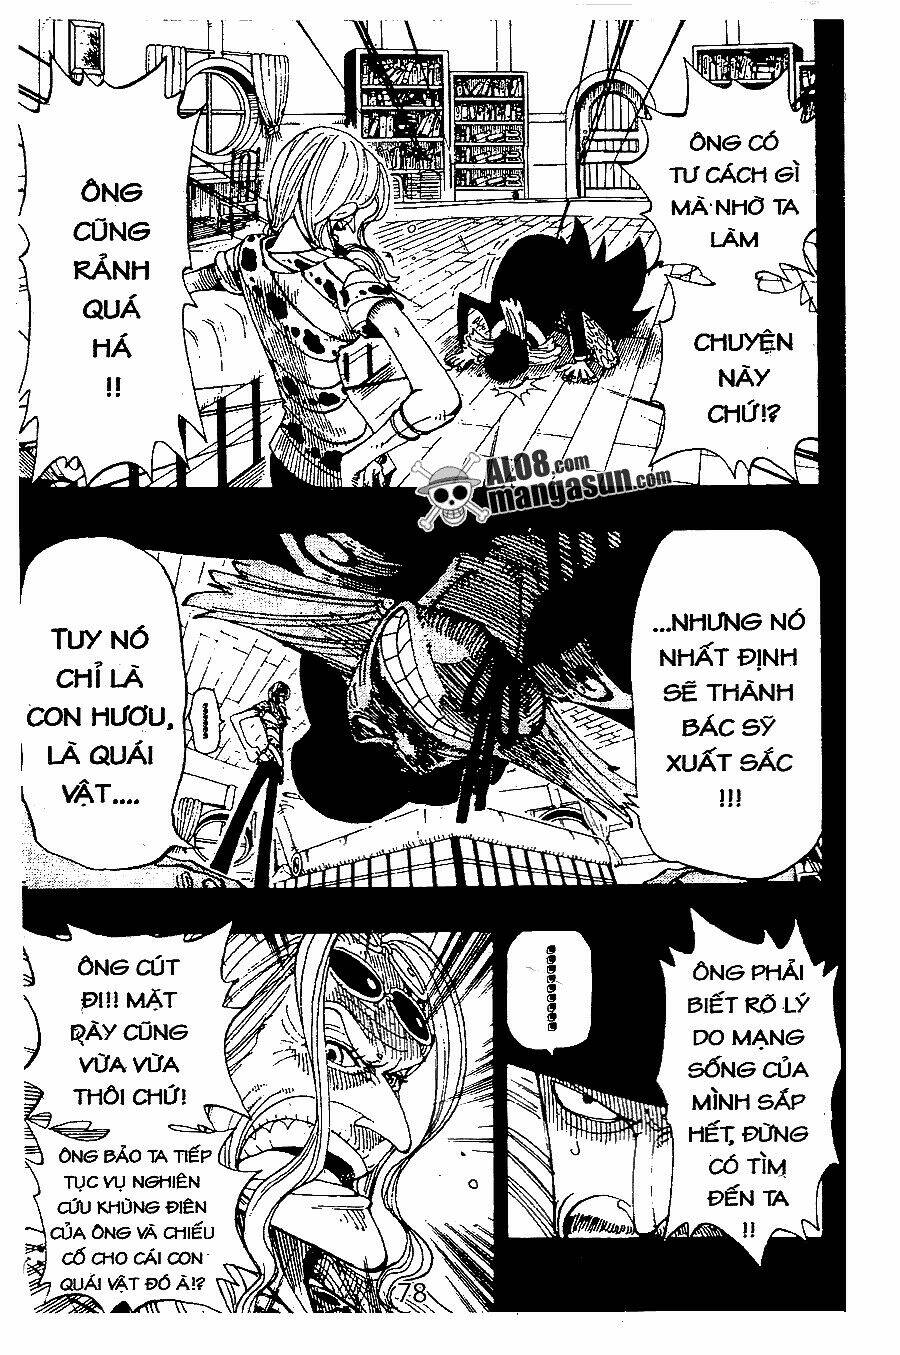 ÔNG CÓ
TƯ CÁCH GÌ
MÀ NHỜ TA
LÀM
CHUYỆN
NÀY
CHỨ!?
ÔNG
CŨNG
RẢNH
QUÁ
HÁ
!!
ALO8.com
mangasun.com
...NHƯNG NÓ
NHẤT ĐỊNH
SẼ THÀNH
BÁC SỸ
XUẤT SẮC
!!!
TUY NÓ
CHỈ LÀ
CON HƯƠU,
LÀ QUÁI
VẬT....
ÔNG PHẢI
BIẾT RÕ LÝ
DO MẠNG
SỐNG CỦA
MÌNH SẮP
HẾT, ĐỪNG
CÓ TÌM
ĐẾN TA
!!
ÔNG CÚT
ĐI!!! MẶT
DÀY CŨNG
VỪA VỪA
THÔI CHỨ!
ÔNG BẢO TA TIẾP
TỤC VỤ NGHIÊN
CỨU KHÙNG ĐIÊN
CỦA ÔNG VÀ CHIẾU
CỐ CHO CÁI CON
QUÁI VẬT ĐÓ À!?
78